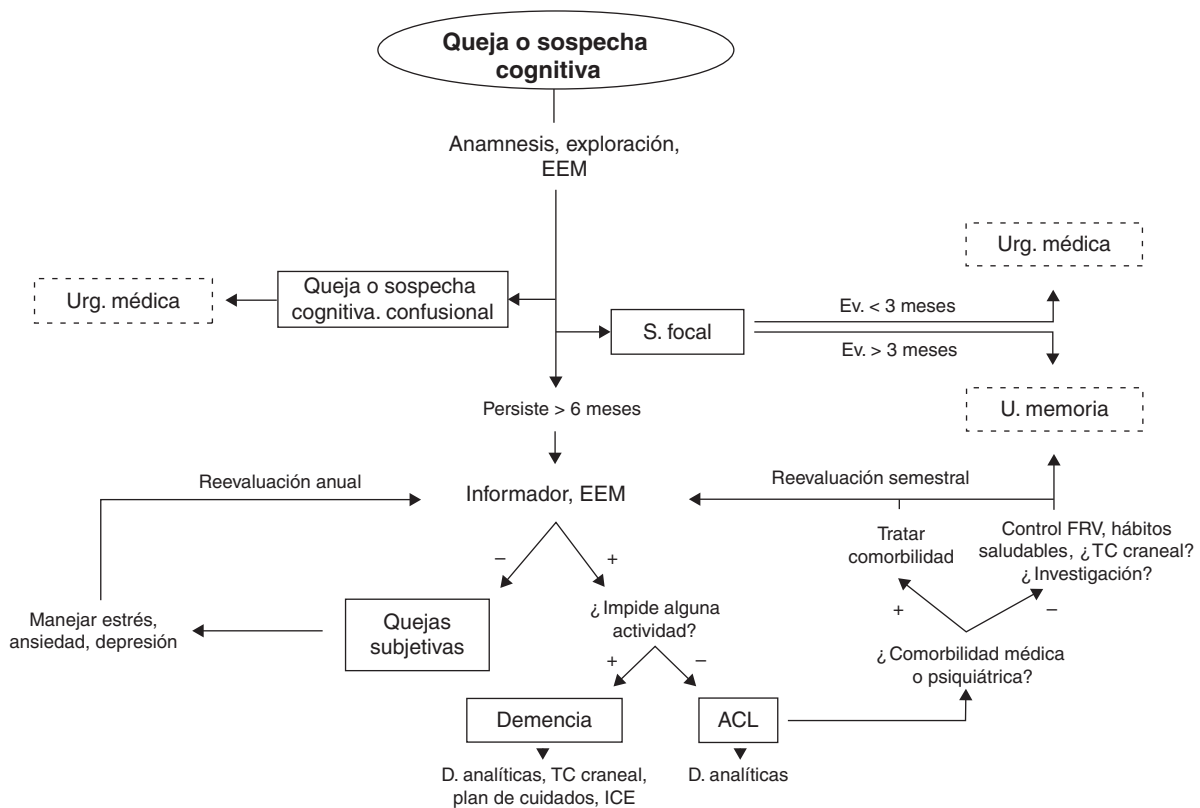 Queja o sospecha
cognitiva
Anamnesis, exploración,
EEM
Urg. médica
Urg. médica
Queja o sospecha
cognitiva. confusional
S. focal
Ev. < 3 meses
Ev. > 3 meses
Persiste > 6 meses
U. memoria
Reevaluación anual
Informador, EEM
Reevaluación semestral
Tratar
comorbilidad
Control FRV, hábitos
saludables, ¿TC craneal?
¿Investigación?
–
+
Manejar estrés,
ansiedad, depresión
Quejas
subjetivas
¿Impide alguna
actividad?
+
–
¿Comorbilidad médica
o psiquiátrica?
+
–
Demencia
ACL
D. analíticas, TC craneal,
plan de cuidados, ICE
D. analíticas